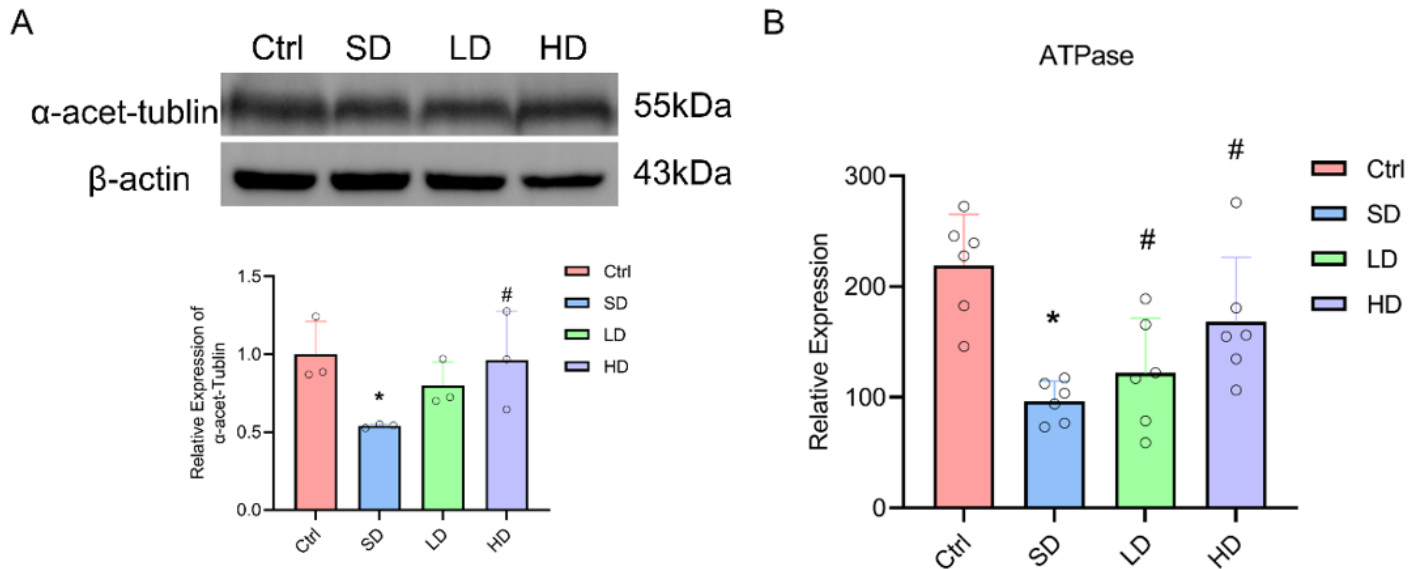 A
Ctrl SD LD HD
α-acet-tublin 55kDa
β-actin 43kDa
Relative Expression of
α-acet-Tublin
1.5
1.0
0.5
0.0
*
#
Ctrl
SD
LD
HD
Ctrl
SD
LD
HD
B
ATPase
Relative Expression
300
200
100
0
*
#
#
Ctrl
SD
LD
HD
Ctrl
SD
LD
HD